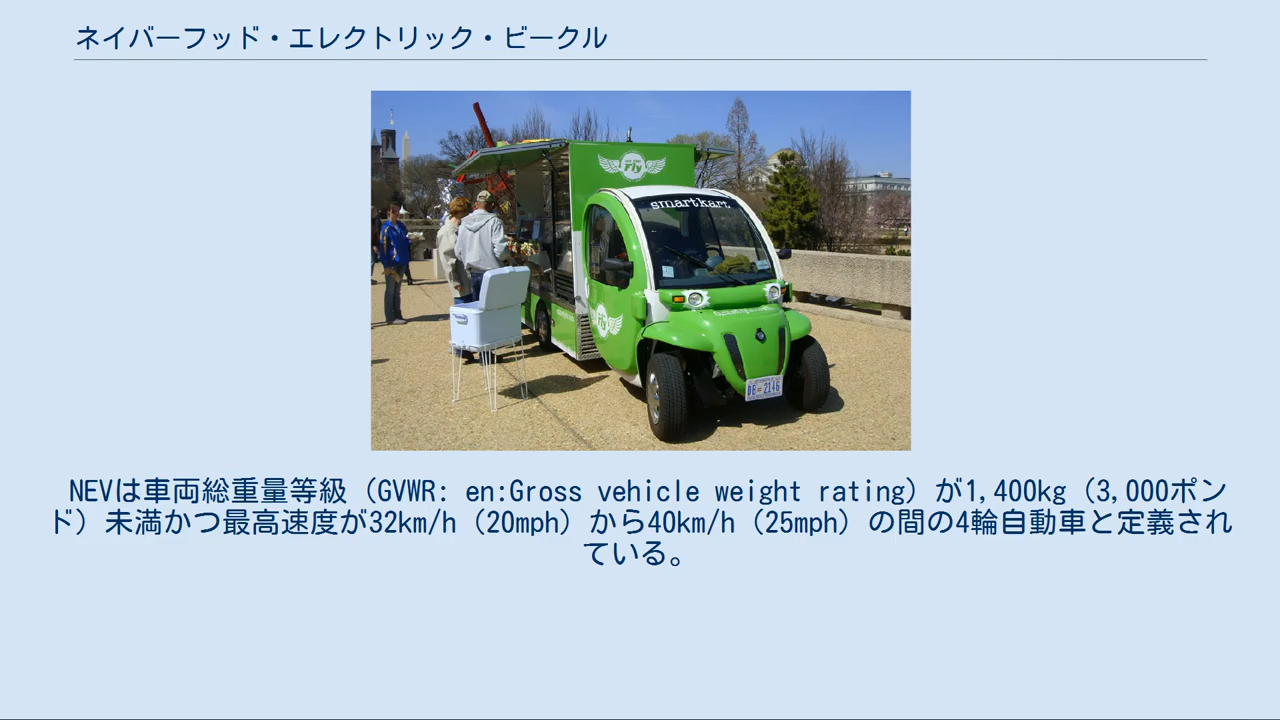 ネイバーフッド・エレクトリック・ビークル
Fly
smartkart
Fly
DB 2146
NEVは車両総重量等級（GVWR: en:Gross vehicle weight rating）が1,400kg（3,000ポン
ド）未満かつ最高速度が32km/h（20mph）から40km/h（25mph）の間の4輪自動車と定義され
ている。